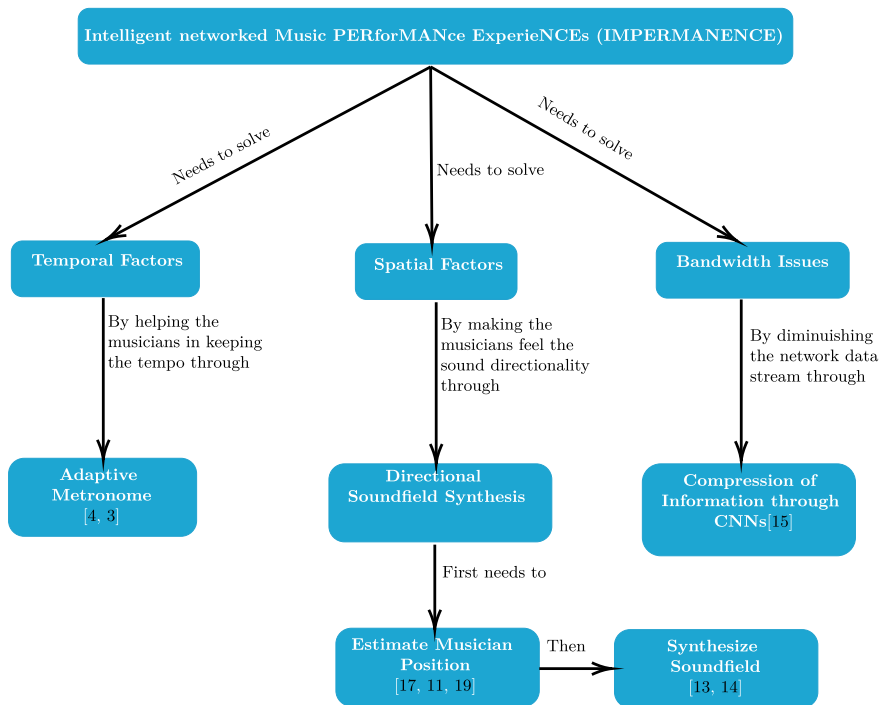 Intelligent networked Music PERforMANce ExperieNCEs (IMPERMANENCE)
Needs to solve
Needs to solve
Needs to solve
Temporal Factors
Spatial Factors
Bandwidth Issues
By helping the
musicians in keeping
the tempo through
By making the
musicians feel the
sound directionality
through
By diminuishing
the network data
stream through
Adaptive
Metronome
[4, 3]
Directional
Soundfield Synthesis
Compression of
Information through
CNNs[15]
First needs to
Estimate Musician
Position
[17, 11, 19]
Then
Synthesize
Soundfield
[13, 14]